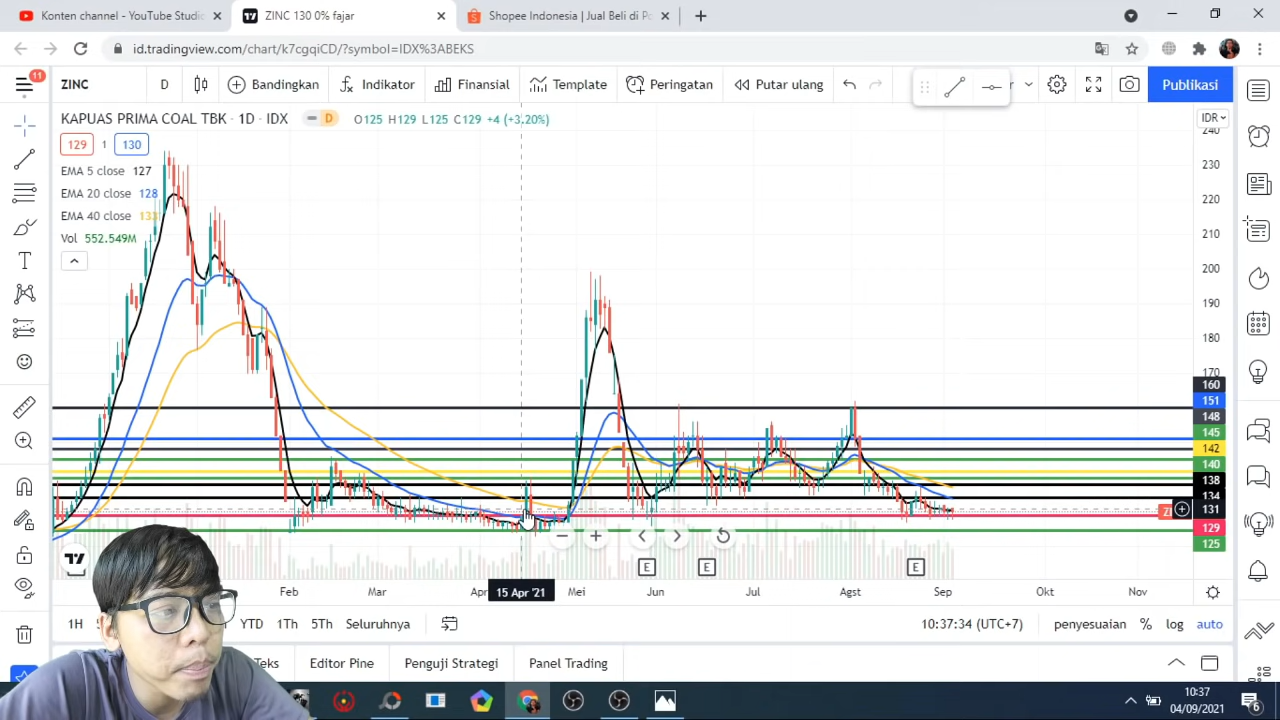 Konten channel - YouTube Studio
ZINC 130 0% fajar
Shopee Indonesia | Jual Beli di Po
id.tradingview.com/chart/k7cgqiCD/?symbol=IDX%3ABEKS
11
ZINC
D
Bandingkan
Indikator
Finansial
Template
Peringatan
Putar ulang
Publikasi
KAPUAS PRIMA COAL TBK · 1D · IDX
D
O125 H129 L125 C129 +4 (+3.20%)
IDR
129
1
130
EMA 5 close 127
EMA 20 close 128
EMA 40 close 133
Vol 552.549M
240
230
220
210
200
190
180
170
160
151
148
145
142
140
138
134
131
129
125
E
E
E
Feb
Mar
Apr
15 Apr '21
Mei
Jun
Jul
Agst
Sep
Okt
Nov
1H
YTD
1Th
5Th
Seluruhnya
10:37:34 (UTC+7)
penyesuaian
%
log
auto
Teks
Editor Pine
Penguji Strategi
Panel Trading
10:37
04/09/2021
6